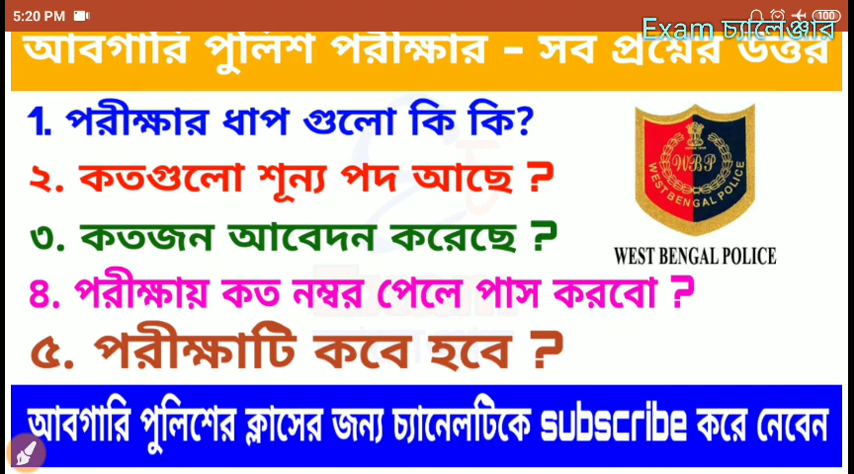 5:20 PM
100
Exam চ্যালেঞ্জার
আবগারি পুলিশ পরীক্ষার - সব প্রশ্নের উত্তর
1. পরীক্ষার ধাপ গুলো কি কি?
২. কতগুলো শূন্য পদ আছে ?
৩. কতজন আবেদন করেছে ?
৪. পরীক্ষায় কত নম্বর পেলে পাস করবো ?
৫. পরীক্ষাটি কবে হবে ?
WBP
WEST BENGAL POLICE
WEST BENGAL POLICE
আবগারি পুলিশের ক্লাসের জন্য চ্যানেলটিকে subscribe করে নেবেন